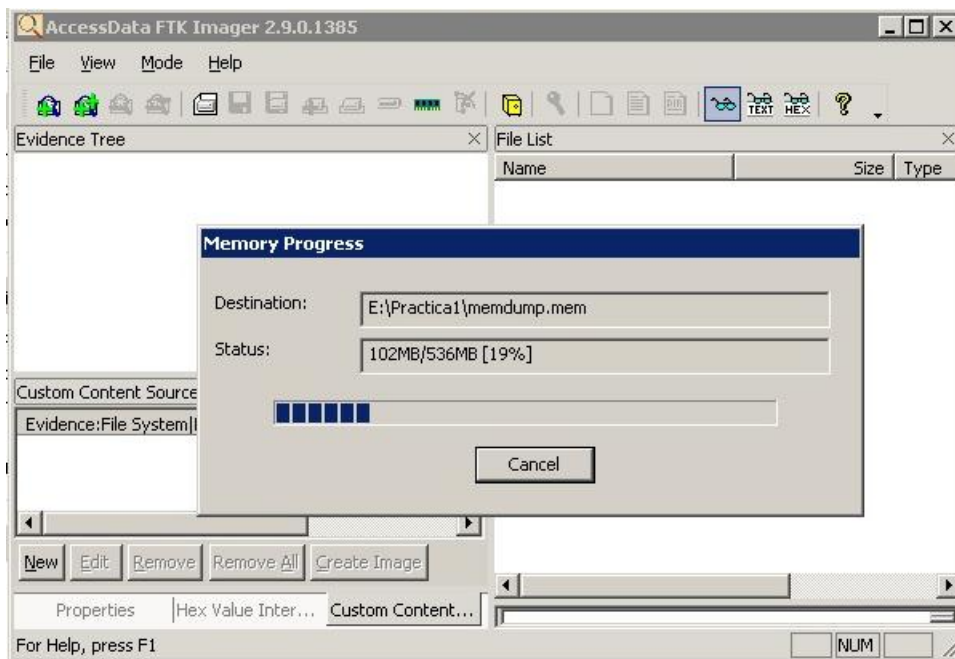 AccessData FTK Imager 2.9.0.1385
File View Mode Help
TEXT HEX
Evidence Tree
File List
Name Size Type
Memory Progress
Destination: E:\Practica1\memdump.mem
Status: 102MB/536MB [19%]
Cancel
Custom Content Source
Evidence:File System|
New Edit Remove Remove All Create Image
Properties Hex Value Inter... Custom Content...
For Help, press F1 NUM